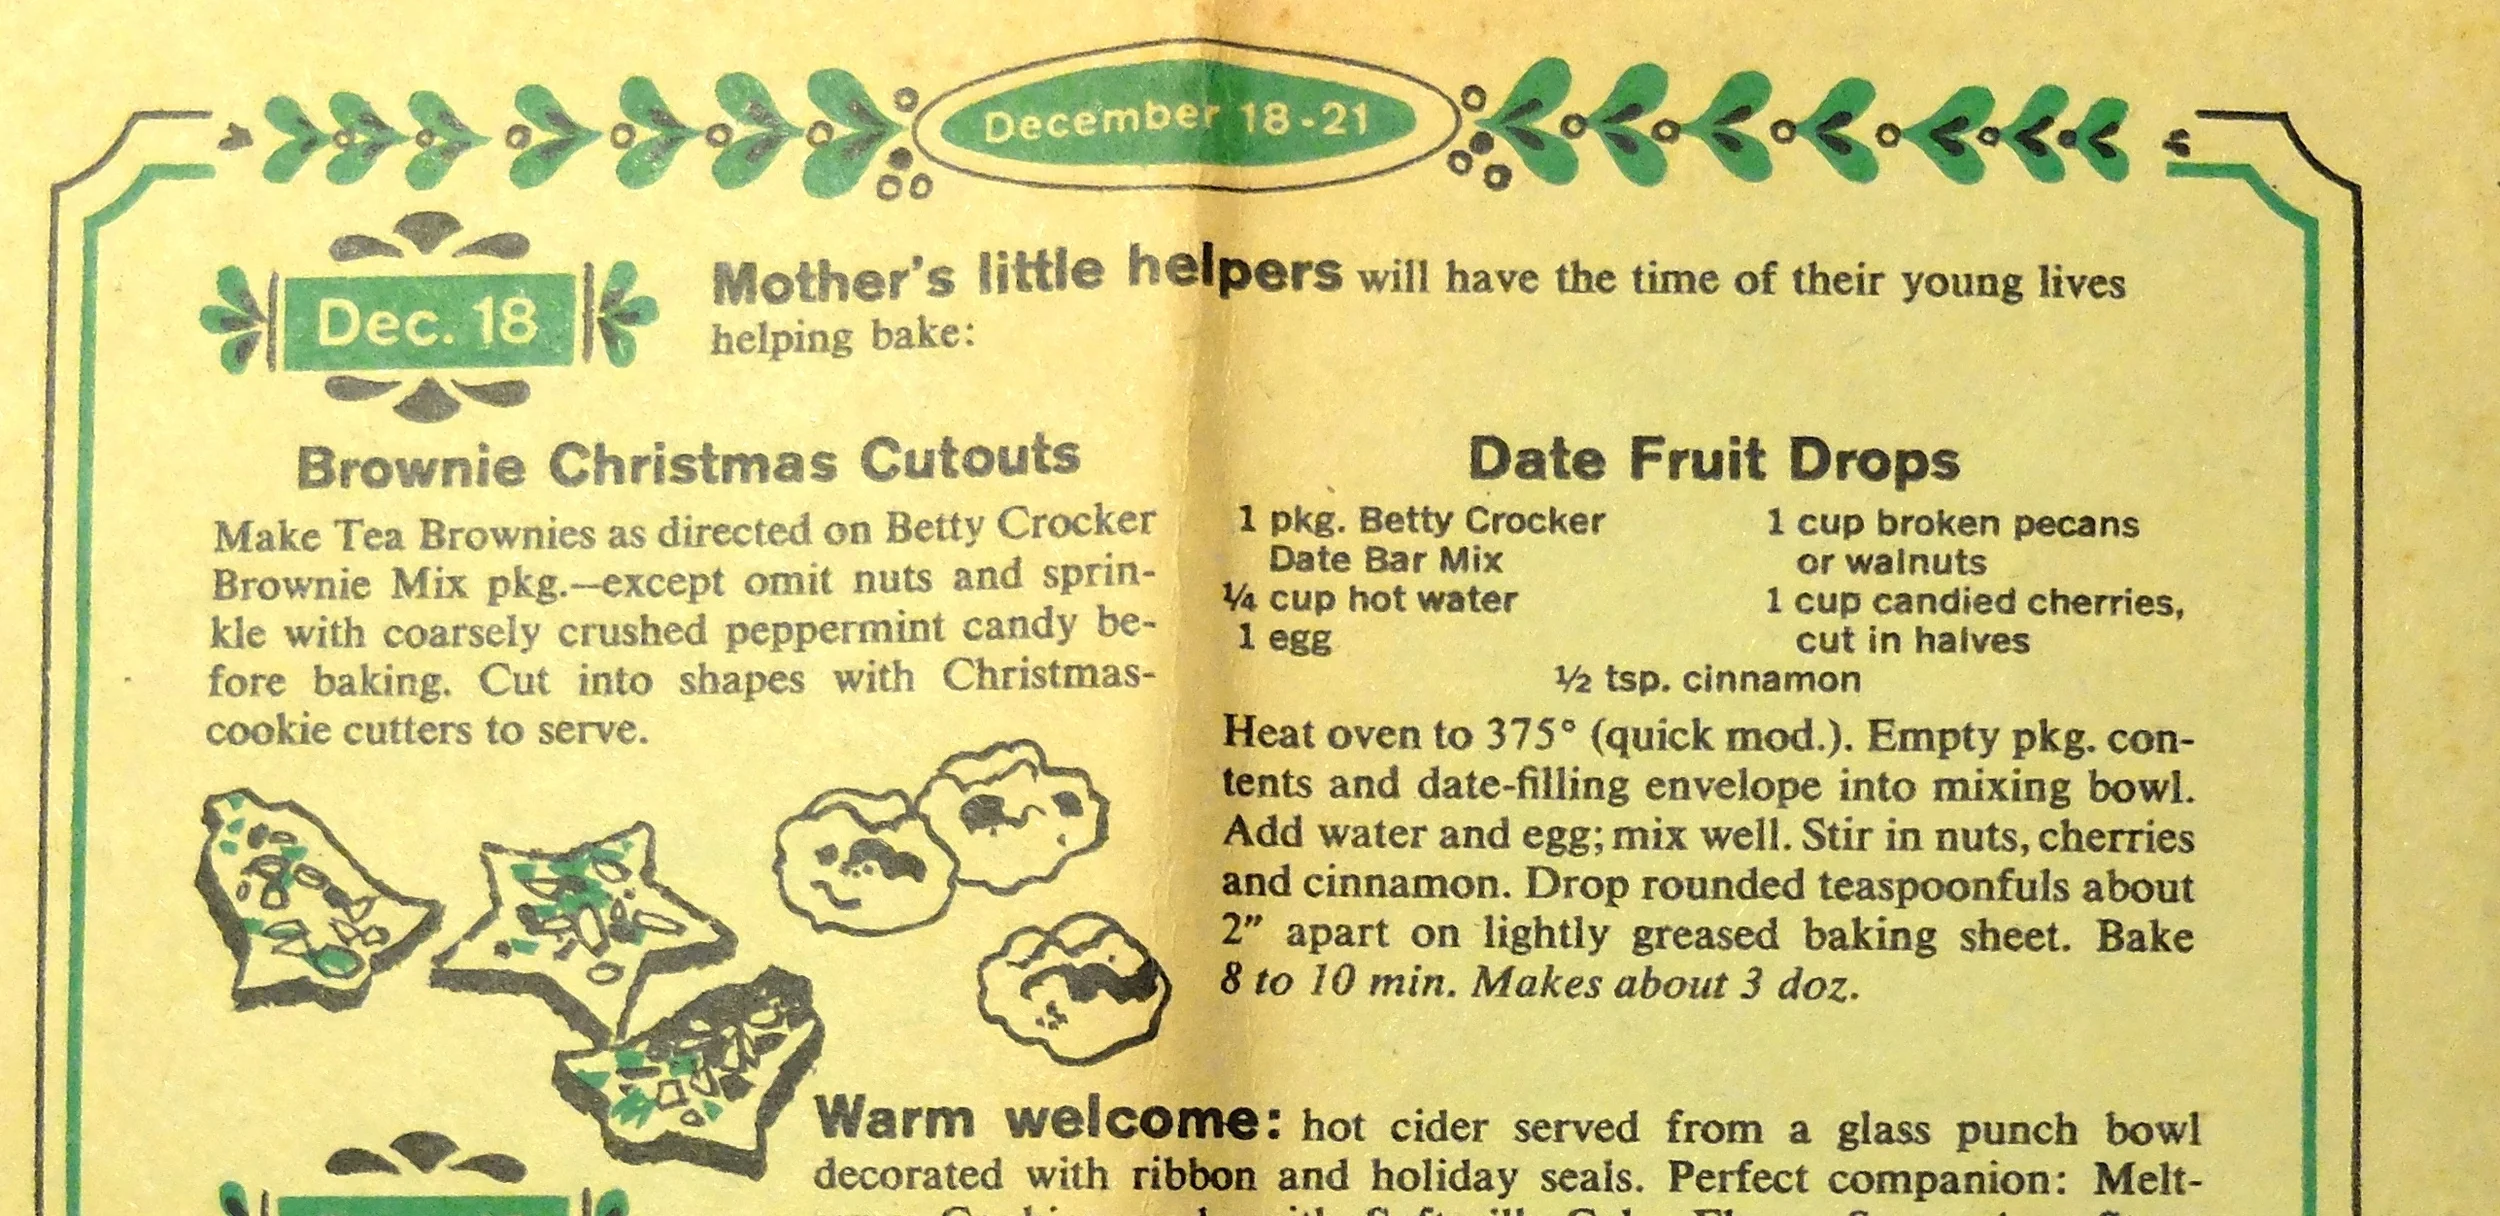 December 18-21
Dec. 18
Mother's little helpers will have the time of their young lives
helping bake:
Brownie Christmas Cutouts
Make Tea Brownies as directed on Betty Crocker
Brownie Mix pkg.—except omit nuts and sprin-
kle with coarsely crushed peppermint candy be-
fore baking. Cut into shapes with Christmas-
cookie cutters to serve.
Date Fruit Drops
1 pkg. Betty Crocker
Date Bar Mix
¼ cup hot water
1 egg
1 cup broken pecans
or walnuts
1 cup candied cherries,
cut in halves
½ tsp. cinnamon
Heat oven to 375° (quick mod.). Empty pkg. con-
tents and date-filling envelope into mixing bowl.
Add water and egg; mix well. Stir in nuts, cherries
and cinnamon. Drop rounded teaspoonfuls about
2" apart on lightly greased baking sheet. Bake
8 to 10 min. Makes about 3 doz.
Warm welcome: hot cider served from a glass punch bowl
decorated with ribbon and holiday seals. Perfect companion: Melt-